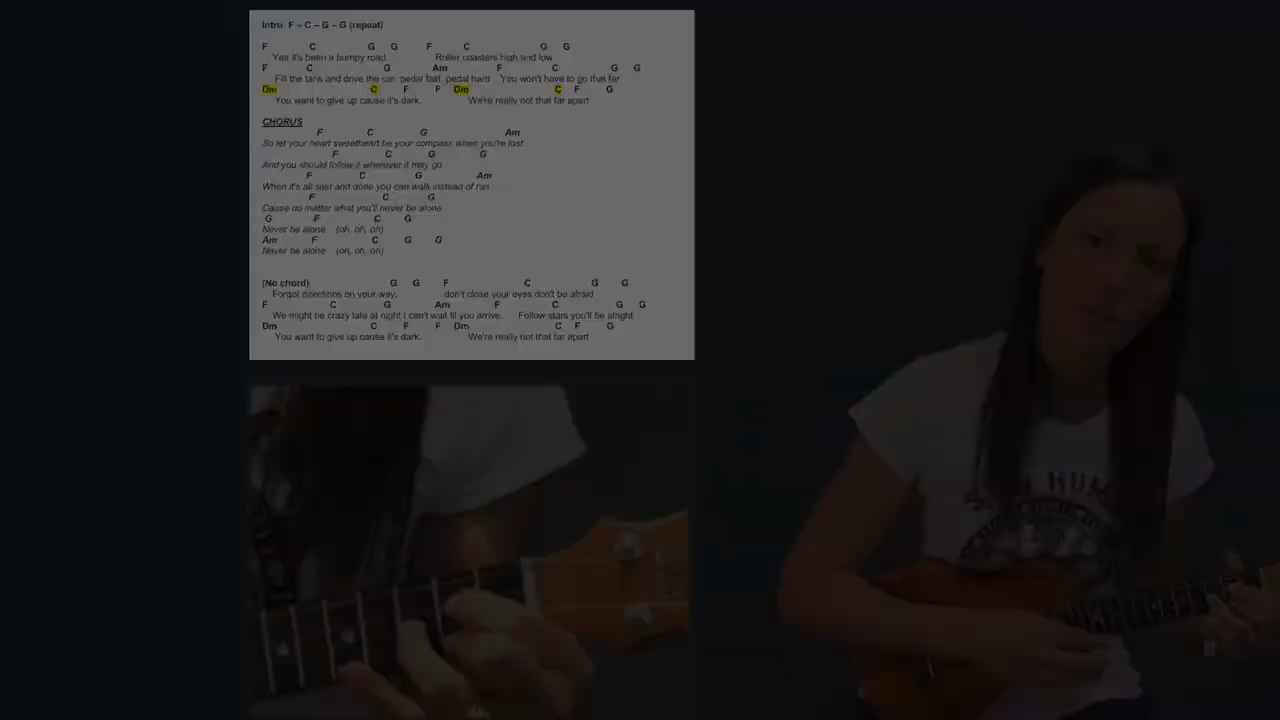 Intro: F – C – G – G (repeat)
F C G G F C G G
Yea it's been a bumpy road. Roller coasters high and low
F C G Am F C G G
Fill the tank and drive the car pedal fast, pedal hard You won't have to go that far
Dm C F F Dm C F G
You want to give up cause it's dark. We're really not that far apart
CHORUS
F C G Am
So let your heart sweetheart be your compass when you're lost
F C G G
And you should follow it wherever it may go
F C G Am
When it's all said and done you can walk instead of run
F C G
Cause no matter what you'll never be alone
G F C G
Never be alone (oh, oh, oh)
Am F C G G
Never be alone (oh, oh, oh)
(No chord) G G F C G G
Forgot directions on your way, don't close your eyes don't be afraid
F C G Am F C G G
We might be crazy late at night I can't wait til you arrive. Follow stars you'll be alright
Dm C F F Dm C F G
You want to give up cause it's dark. We're really not that far apart
HUM